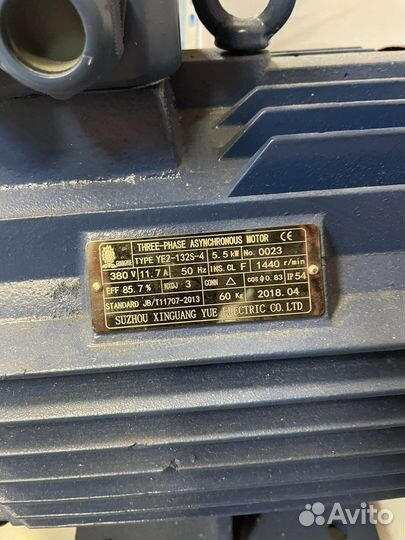 THREE-PHASE ASYNCHRONOUS MOTOR CE
TYPE YE2-132S-4 5.5 kW No. 0023
380 V 11.7 A 50 Hz INS.CL F 1440 r/min
EFF 85.7 % 3 CONN △ cosφ 0.83 IP 54
STANDARD JB/T11707-2013 60 Kg 2018.04
SUZHOU XINGUANG YUE ELECTRIC CO.LTD
Avito